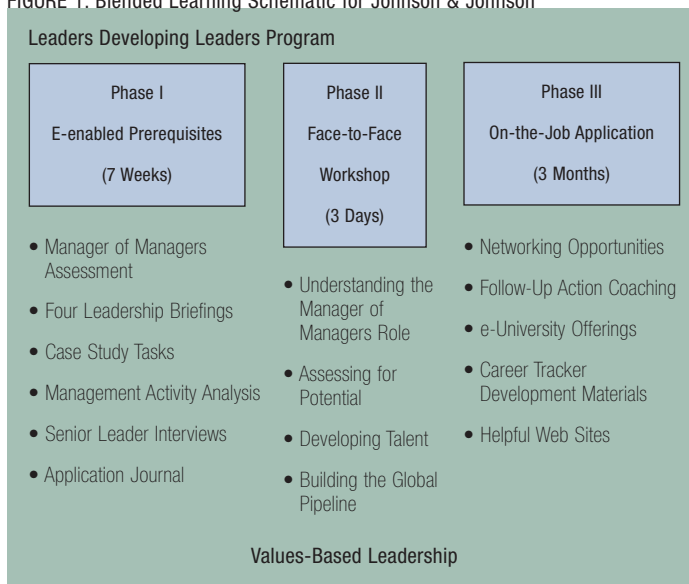 FIGURE 1. Blended Learning Schematic for Johnson & Johnson
Leaders Developing Leaders Program
Phase I
E-enabled Prerequisites
(7 Weeks)
• Manager of Managers
Assessment
• Four Leadership Briefings
• Case Study Tasks
• Management Activity Analysis
• Senior Leader Interviews
• Application Journal
Phase II
Face-to-Face
Workshop
(3 Days)
• Understanding the
Manager of
Managers Role
• Assessing for
Potential
• Developing Talent
• Building the Global
Pipeline
Phase III
On-the-Job Application
(3 Months)
• Networking Opportunities
• Follow-Up Action Coaching
• e-University Offerings
• Career Tracker
Development Materials
• Helpful Web Sites
Values-Based Leadership